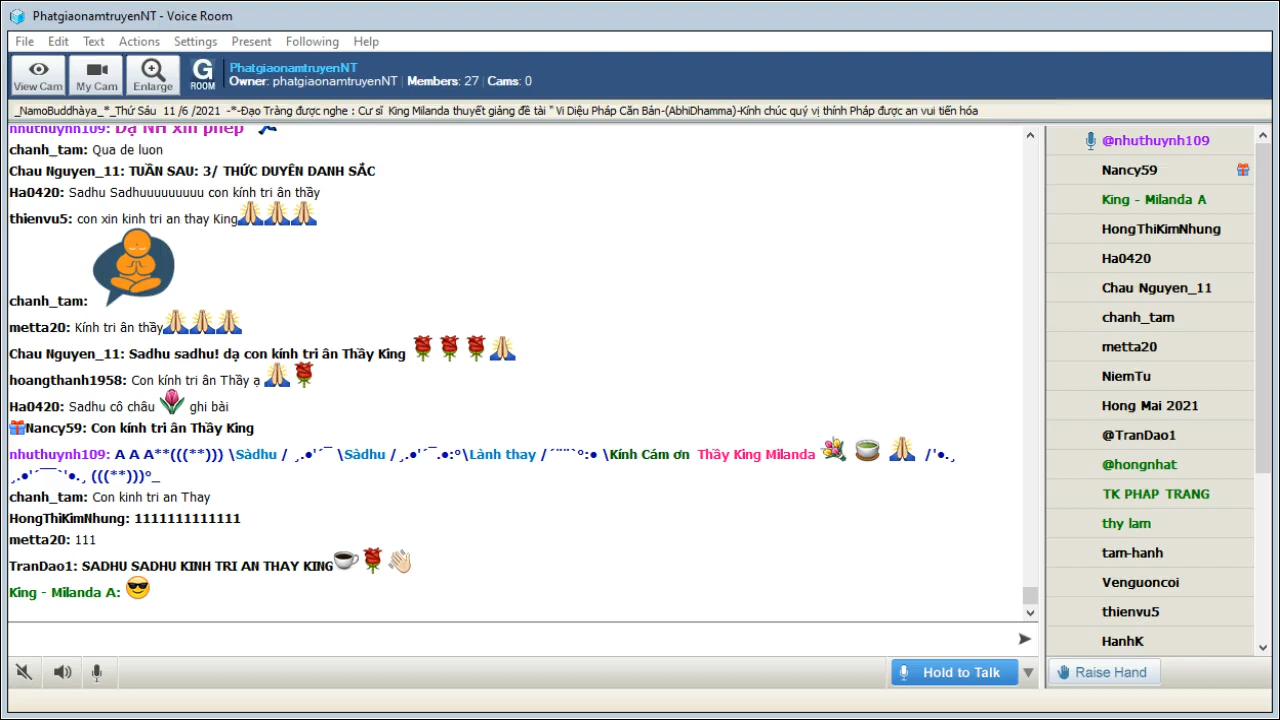 PhatgiaonamtruyenNT - Voice Room
File Edit Text Actions Settings Present Following Help
View Cam My Cam Enlarge G ROOM
PhatgiaonamtruyenNT
Owner: phatgiaonamtruyenNT | Members: 27 | Cams: 0
_NamoBuddhàya_*_Thứ Sáu 11/6 /2021 -*-Đạo Tràng được nghe : Cư sĩ King Milanda thuyết giảng đề tài " Vi Diệu Pháp Căn Bản-(AbhiDhamma)-Kính chúc quý vị thính Pháp được an vui tiến hóa
nhuthuynh109: Dạ NH xin phép
chanh_tam: Qua de luon
Chau Nguyen_11: TUẦN SAU: 3/ THỨC DUYÊN DANH SẮC
Ha0420: Sadhu Sadhuuuuuuuuu con kính tri ân thầy
thienvu5: con xin kinh tri an thay King🙏🙏🙏
chanh_tam:
metta20: Kính tri ân thầy🙏🙏🙏
Chau Nguyen_11: Sadhu sadhu! dạ con kính tri ân Thầy King 🌹🌹🌹🙏
hoangthanh1958: Con kính tri ân Thầy ạ 🙏🌹
Ha0420: Sadhu cô châu 🌷 ghi bài
🎁Nancy59: Con kính tri ân Thầy King
nhuthuynh109: A A A**(((**))) \Sàdhu / ¸.●'´¯ \Sàdhu /¸.●'´¯.●:º\Lành thay /´¨¨`º:● \Kính Cám ơn Thầy King Milanda 💐 🍵 🙏 /'●.¸
¸.●'´¯¯`'●.¸ (((**)))º_
chanh_tam: Con kinh tri an Thay
HongThiKimNhung: 1111111111111
metta20: 111
TranDao1: SADHU SADHU KINH TRI AN THAY KING☕🌹👏
King - Milanda A: 😎
Hold to Talk
@nhuthuynh109
Nancy59
King - Milanda A
HongThiKimNhung
Ha0420
Chau Nguyen_11
chanh_tam
metta20
NiemTu
Hong Mai 2021
@TranDao1
@hongnhat
TK PHAP TRANG
thy lam
tam-hanh
Venguoncoi
thienvu5
HanhK
Raise Hand